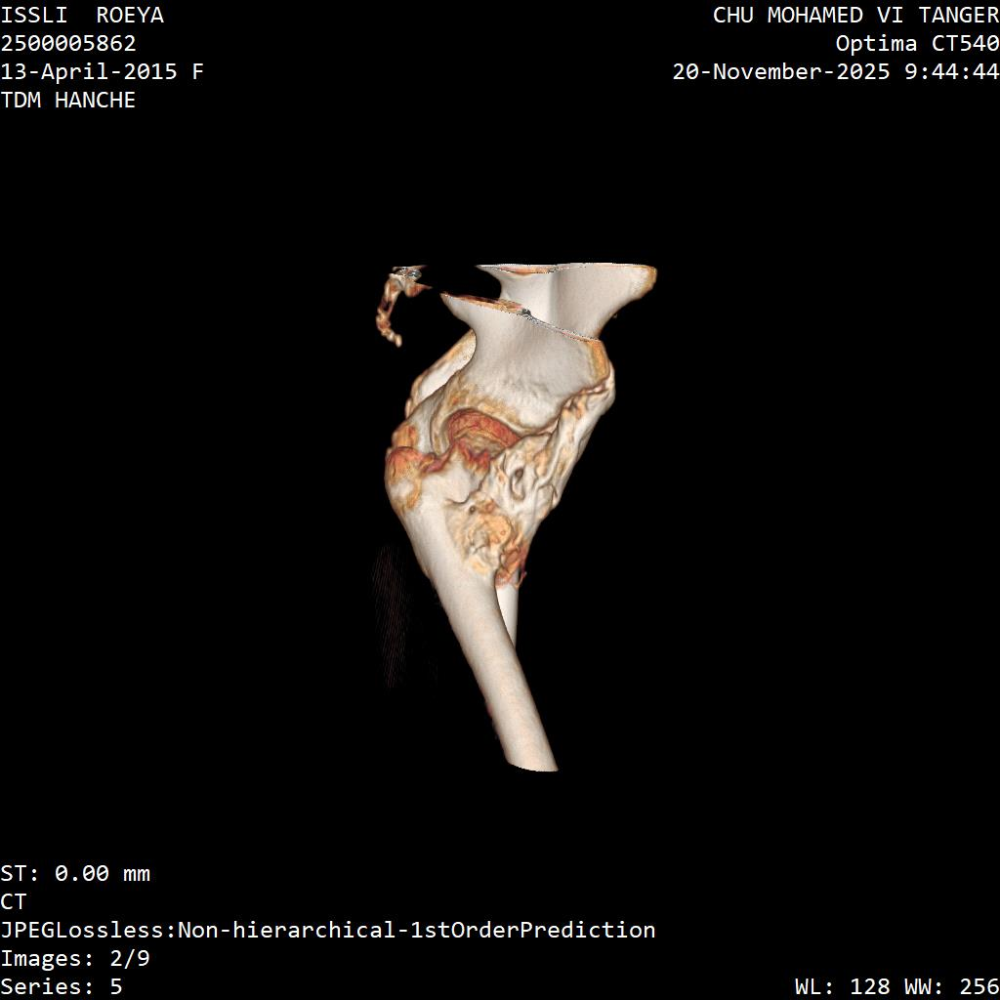 ISSLI  ROEYA
2500005862
13-April-2015 F
TDM HANCHE
CHU MOHAMED VI TANGER
Optima CT540
20-November-2025 9:44:44
ST: 0.00 mm
CT
JPEGLossless:Non-hierarchical-1stOrderPrediction
Images: 2/9
Series: 5
WL: 128 WW: 256